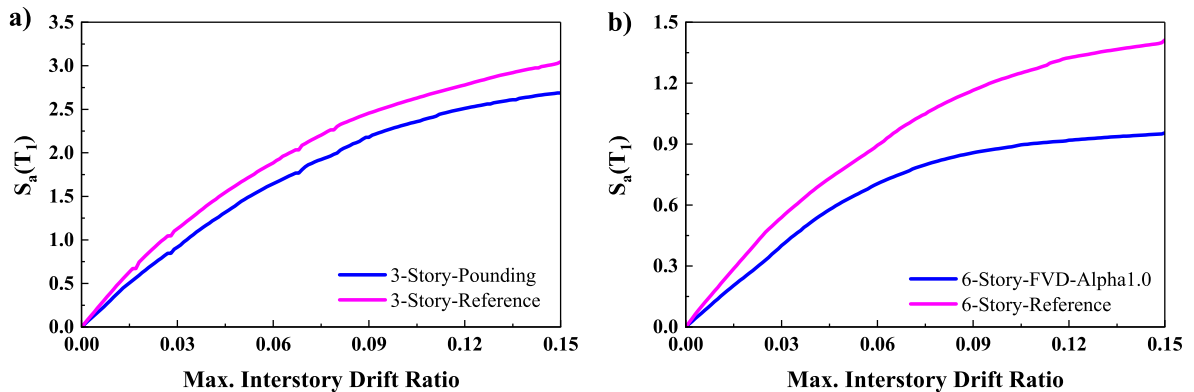 a)
3.5
3.0
2.5
2.0
1.5
1.0
0.5
0.0
Sa(T1)
0.00 0.03 0.06 0.09 0.12 0.15
Max. Interstory Drift Ratio
3-Story-Pounding
3-Story-Reference
b)
1.5
1.2
0.9
0.6
0.3
0.0
Sa(T1)
0.00 0.03 0.06 0.09 0.12 0.15
Max. Interstory Drift Ratio
6-Story-FVD-Alpha1.0
6-Story-Reference